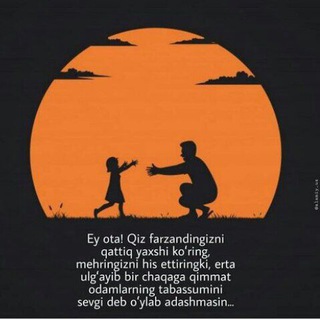 Ey ota! Qiz farzandingizni
qattiq yaxshi ko‘ring,
mehringizni his ettiringki, erta
ulg‘ayib bir chaqaga qimmat
odamlarning tabassumini
sevgi deb o‘ylab adashmasin...